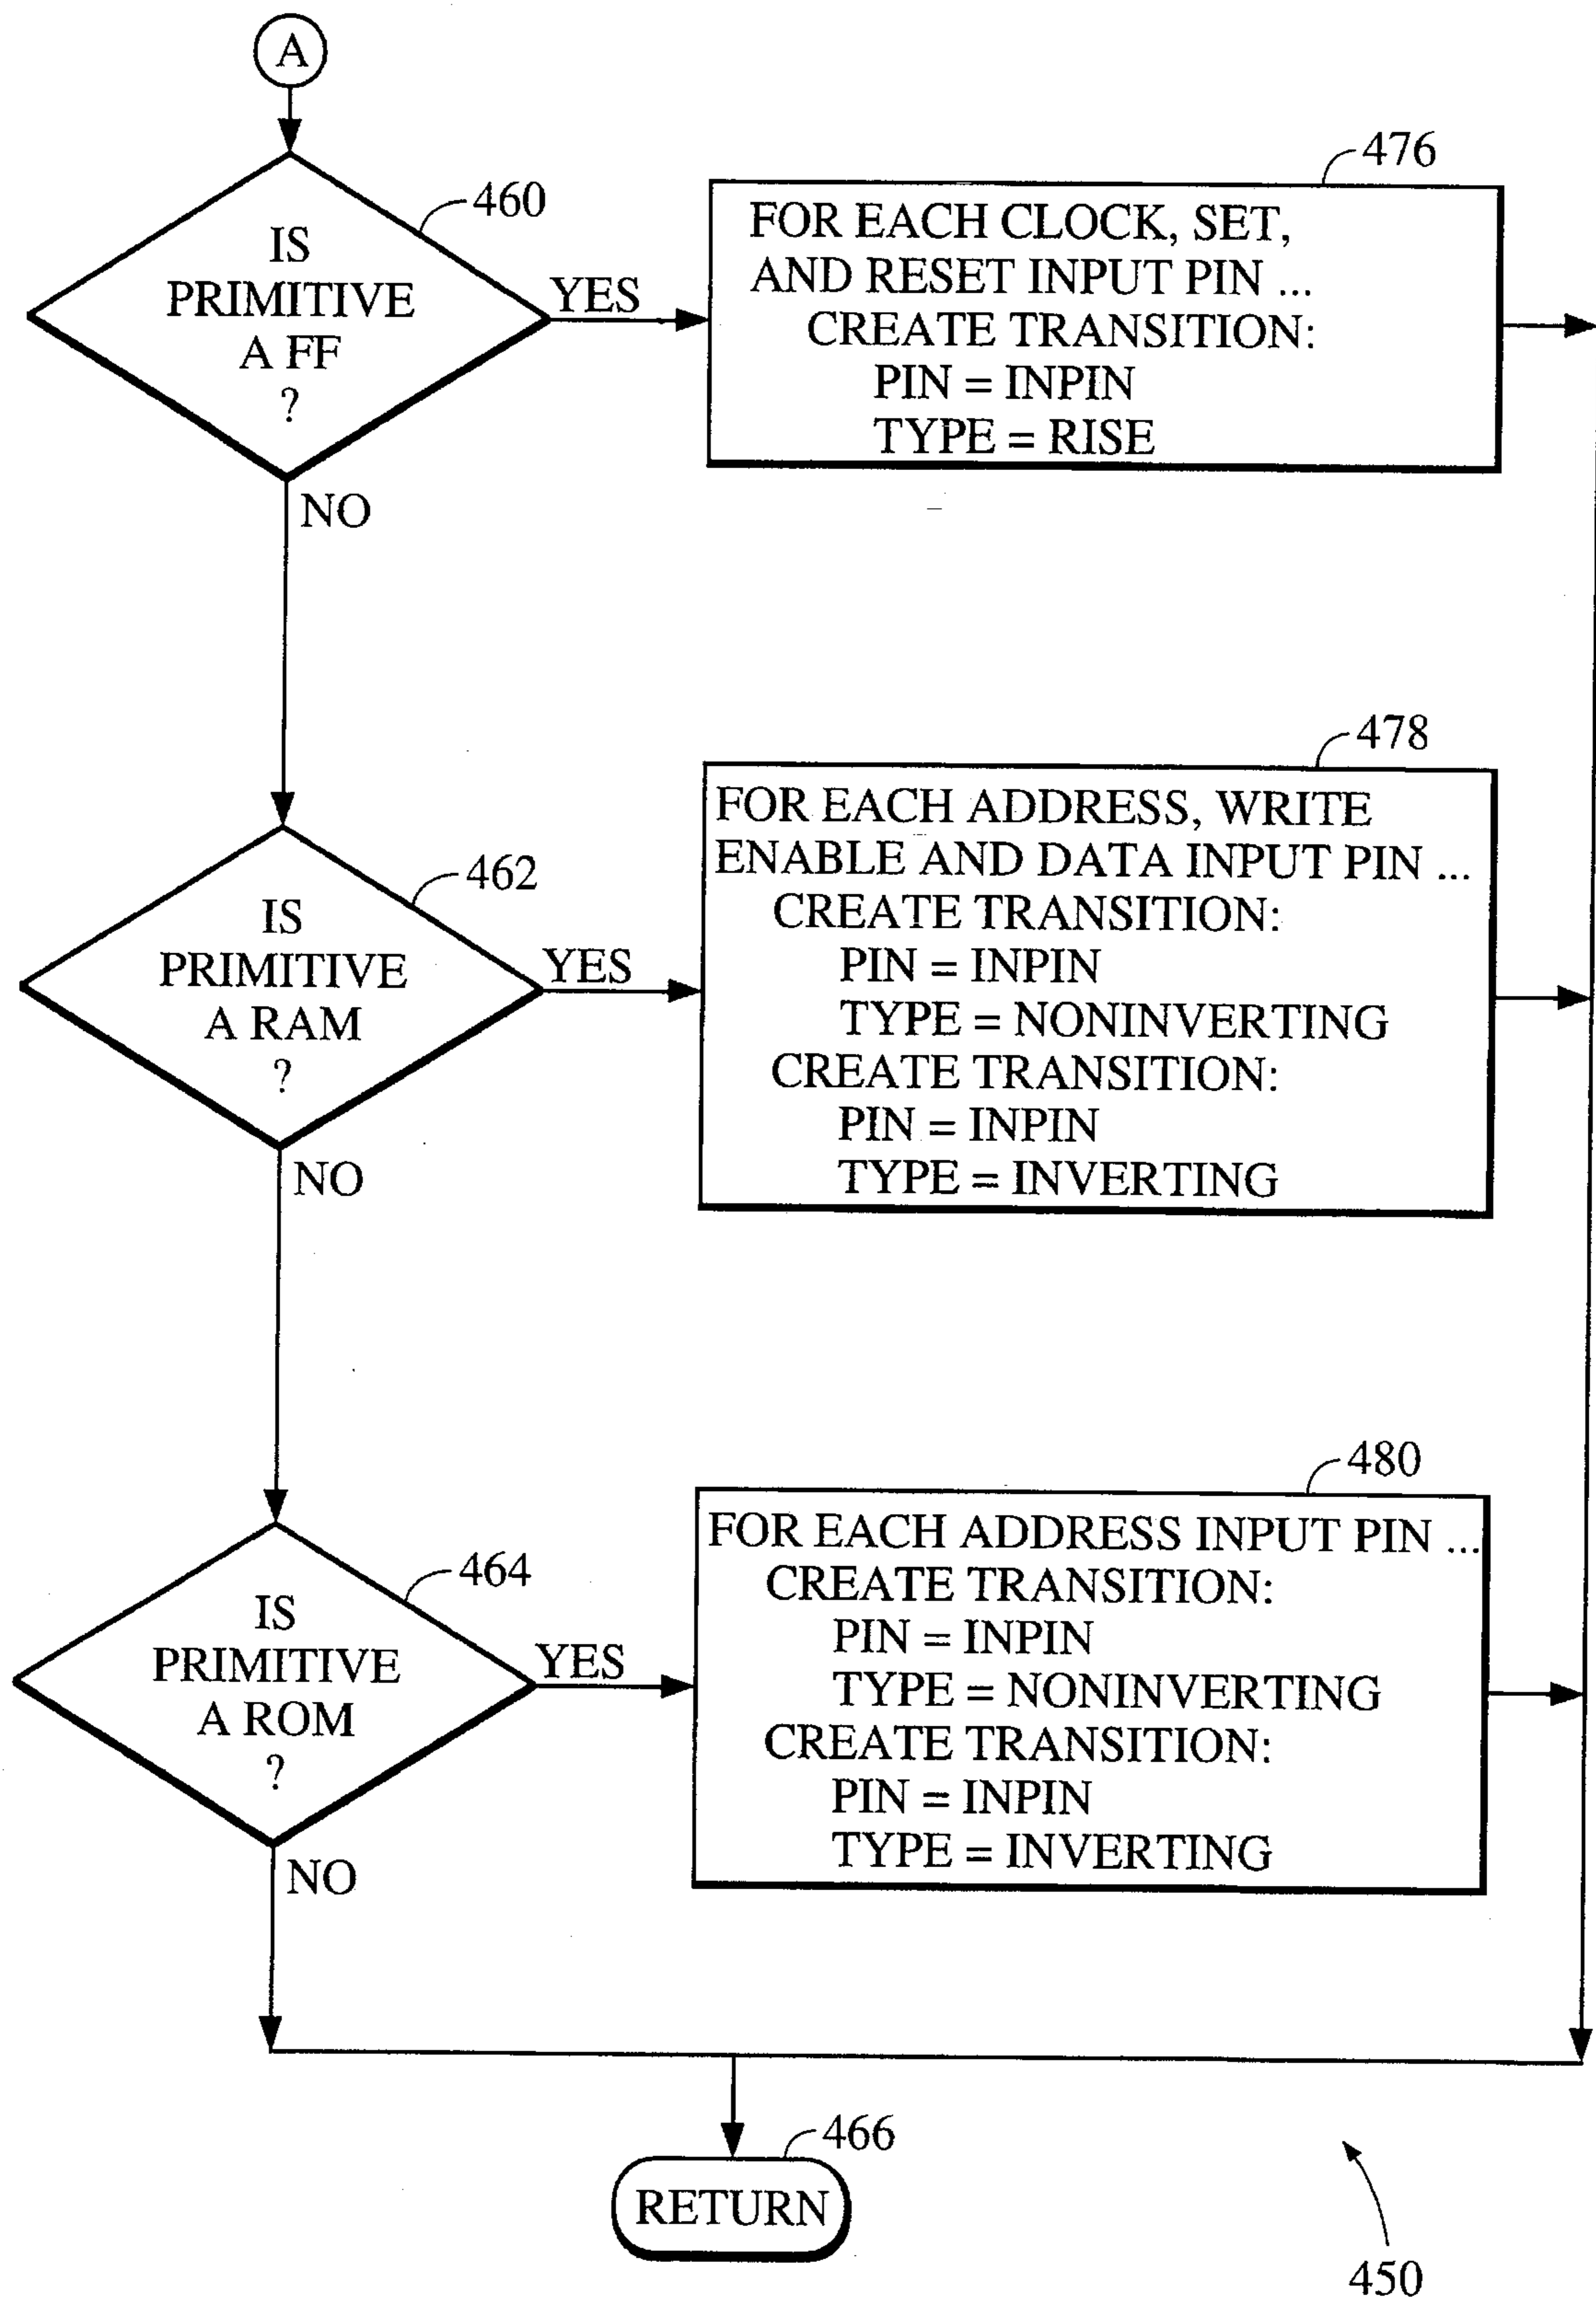 A
460
IS
PRIMITIVE
A FF
?
YES
NO
476
FOR EACH CLOCK, SET,
AND RESET INPUT PIN ...
CREATE TRANSITION:
PIN = INPIN
TYPE = RISE
462
IS
PRIMITIVE
A RAM
?
YES
NO
478
FOR EACH ADDRESS, WRITE
ENABLE AND DATA INPUT PIN ...
CREATE TRANSITION:
PIN = INPIN
TYPE = NONINVERTING
CREATE TRANSITION:
PIN = INPIN
TYPE = INVERTING
464
IS
PRIMITIVE
A ROM
?
YES
NO
480
FOR EACH ADDRESS INPUT PIN ...
CREATE TRANSITION:
PIN = INPIN
TYPE = NONINVERTING
CREATE TRANSITION:
PIN = INPIN
TYPE = INVERTING
466
RETURN
450